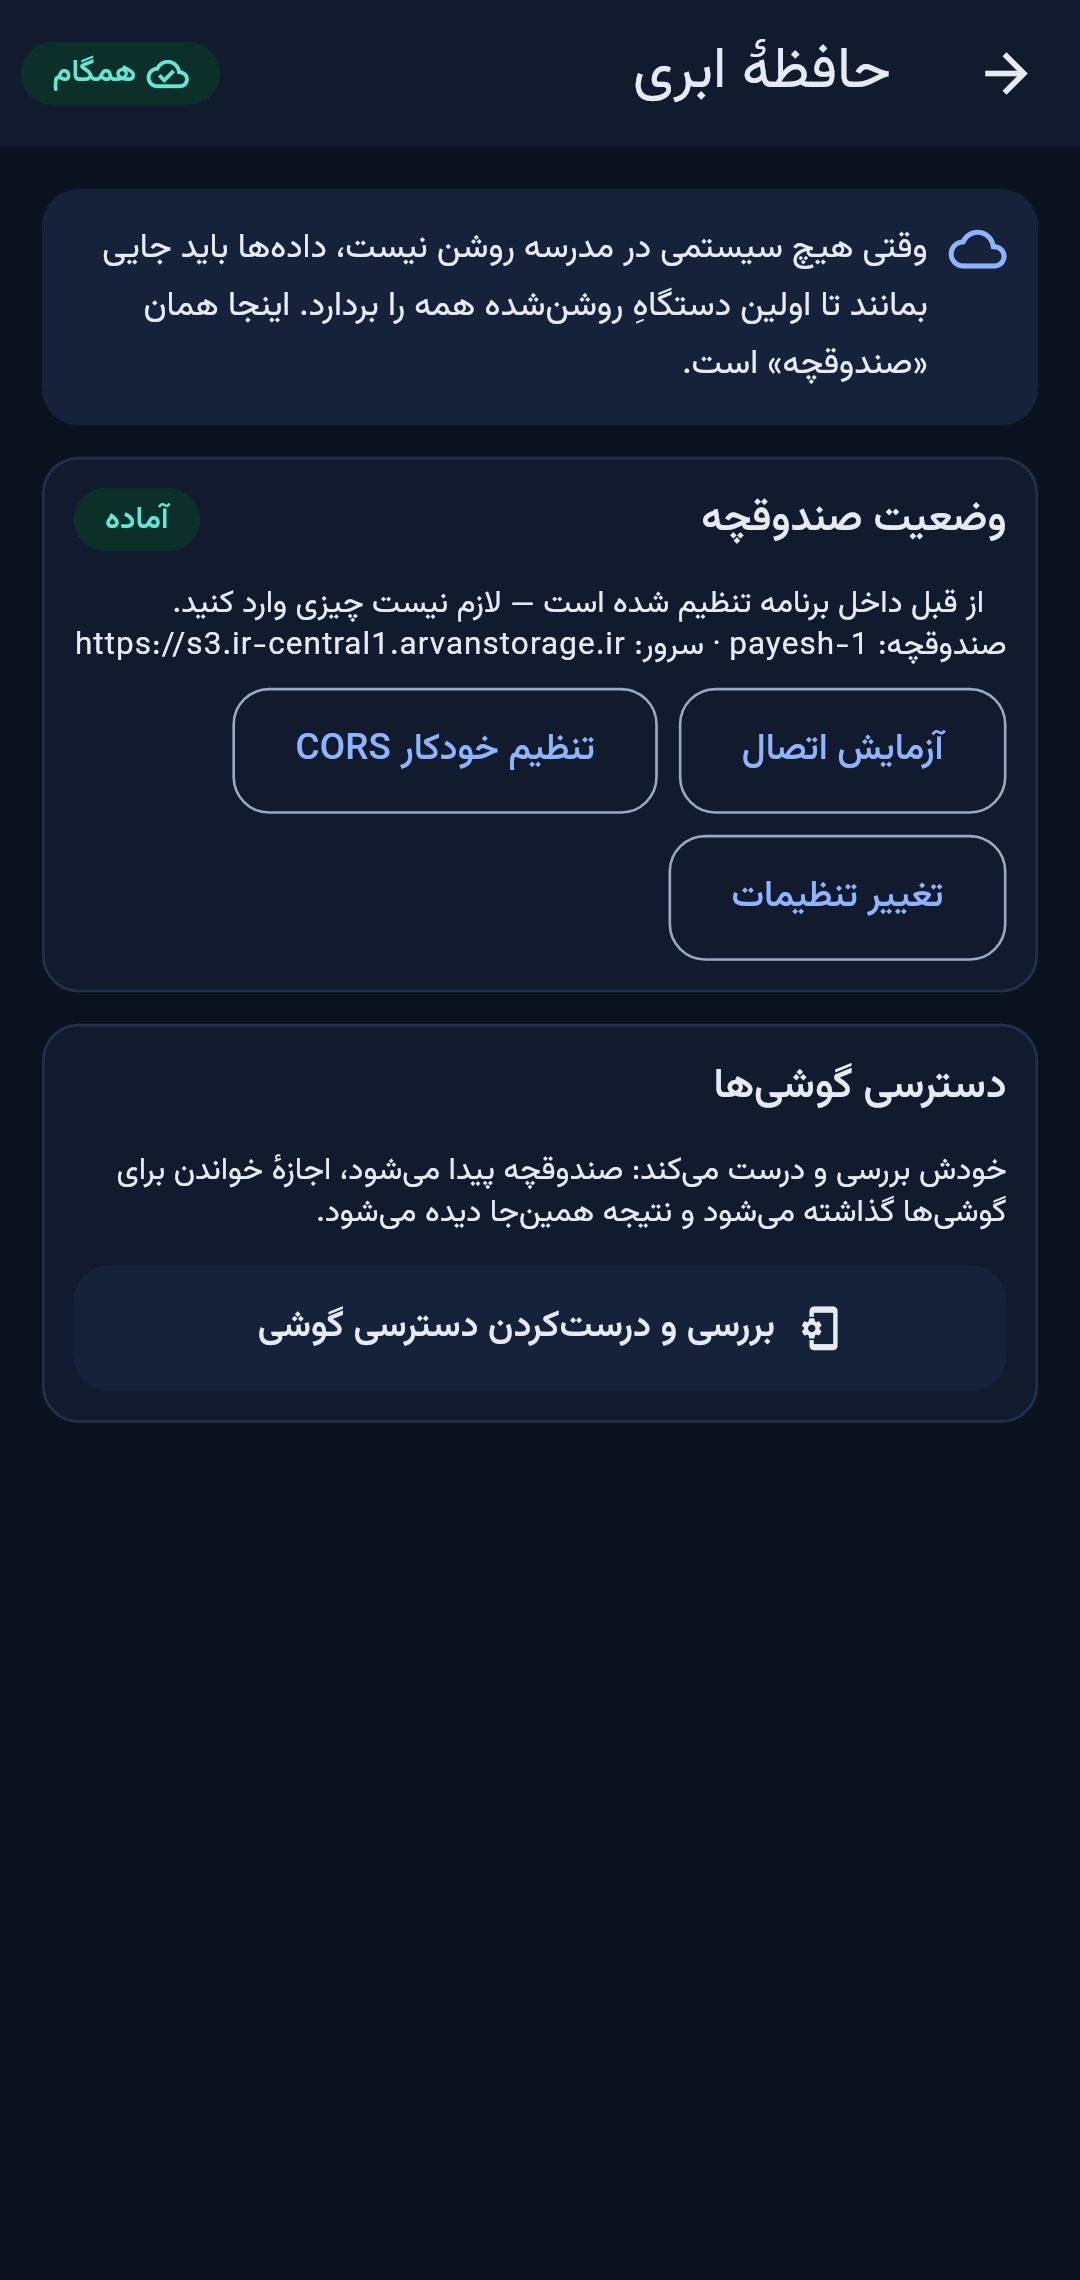 حافظهٔ ابری
همگام
وقتی هیچ سیستمی در مدرسه روشن نیست، داده‌ها باید جایی
بمانند تا اولین دستگاهِ روشن‌شده همه را بردارد. اینجا همان
«صندوقچه» است.
وضعیت صندوقچه
آماده
از قبل داخل برنامه تنظیم شده است — لازم نیست چیزی وارد کنید.
صندوقچه: payesh-1 · سرور: https://s3.ir-central1.arvanstorage.ir
آزمایش اتصال
تنظیم خودکار CORS
تغییر تنظیمات
دسترسی گوشی‌ها
خودش بررسی و درست می‌کند: صندوقچه پیدا می‌شود، اجازهٔ خواندن برای
گوشی‌ها گذاشته می‌شود و نتیجه همین‌جا دیده می‌شود.
بررسی و درست‌کردن دسترسی گوشی